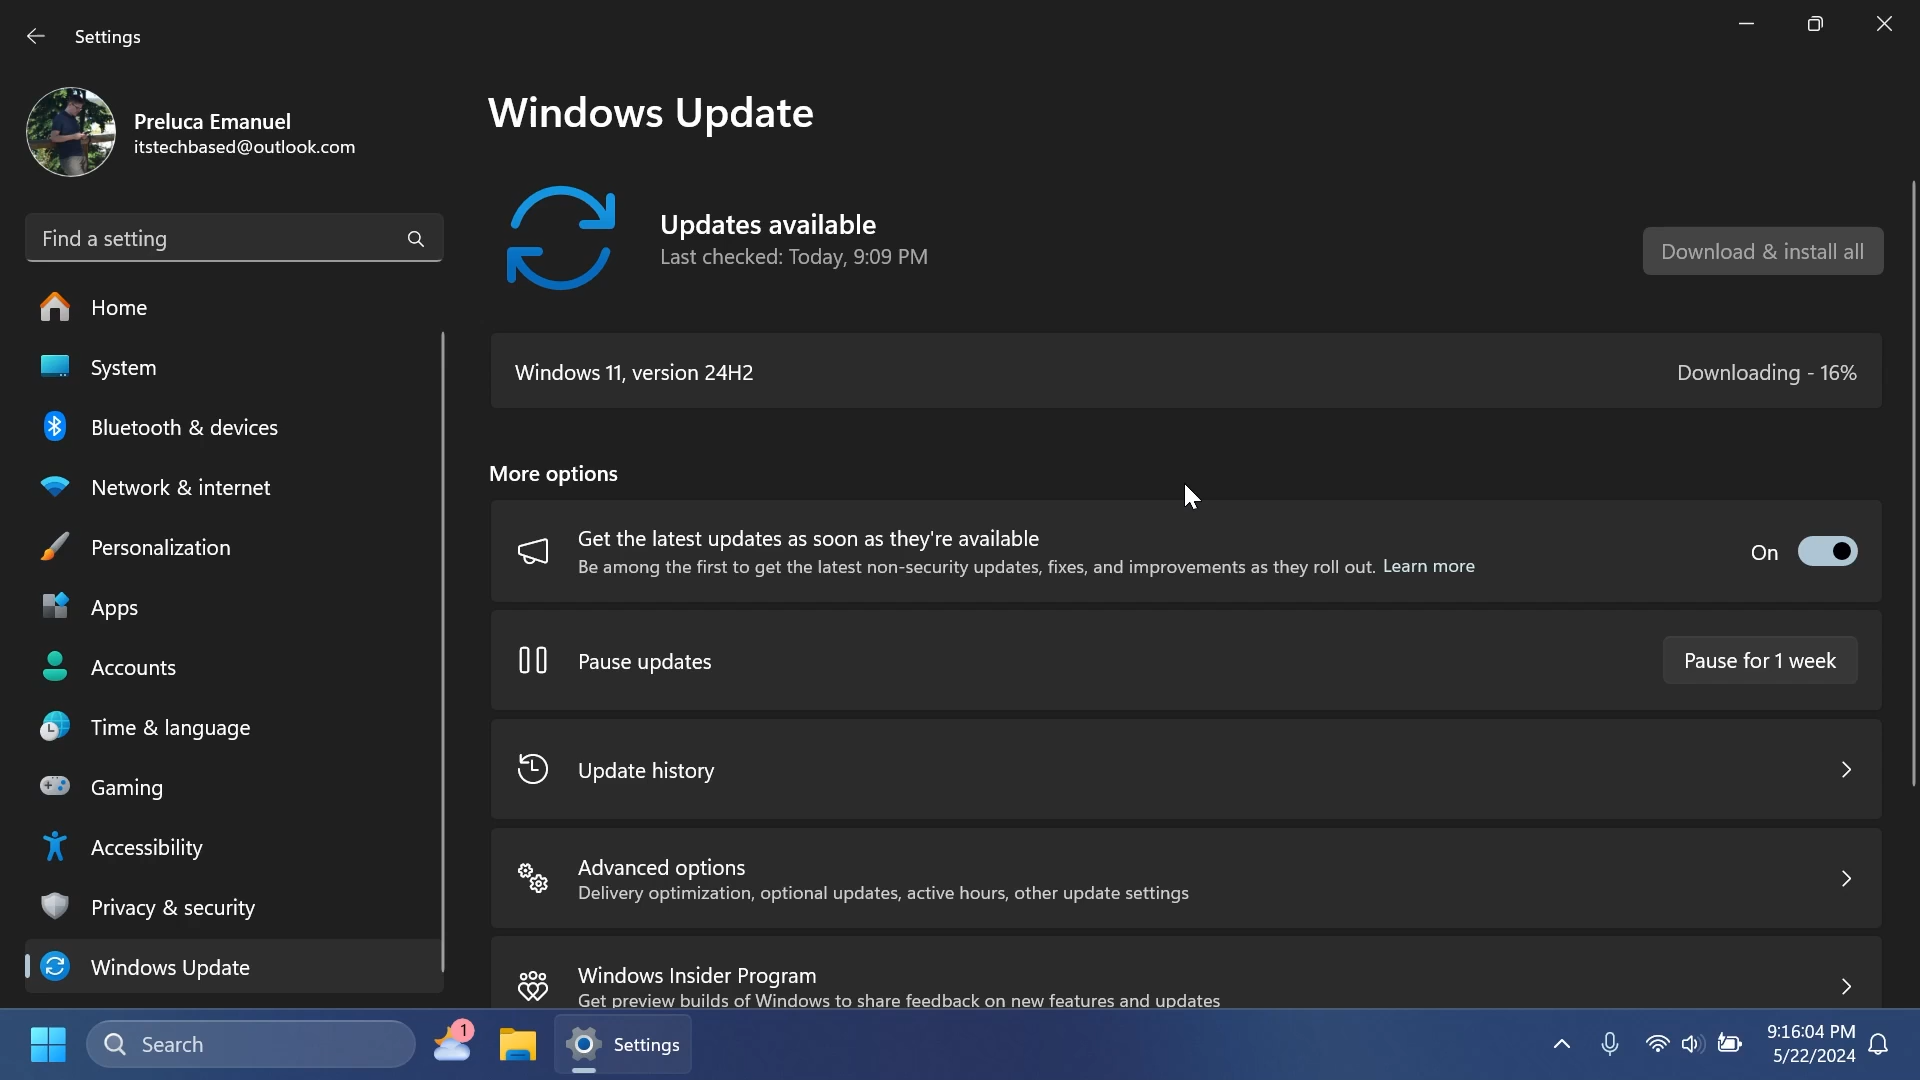 Settings
Preluca Emanuel
itstechbased@outlook.com
Find a setting
Home
System
Bluetooth & devices
Network & internet
Personalization
Apps
Accounts
Time & language
Gaming
Accessibility
Privacy & security
Windows Update
Windows Update
Updates available
Last checked: Today, 9:09 PM
Download & install all
Windows 11, version 24H2
Downloading - 16%
More options
Get the latest updates as soon as they're available
Be among the first to get the latest non-security updates, fixes, and improvements as they roll out. Learn more
On
Pause updates
Pause for 1 week
Update history
Advanced options
Delivery optimization, optional updates, active hours, other update settings
Windows Insider Program
Get preview builds of Windows to share feedback on new features and updates
Search
1
Settings
9:16:04 PM
5/22/2024